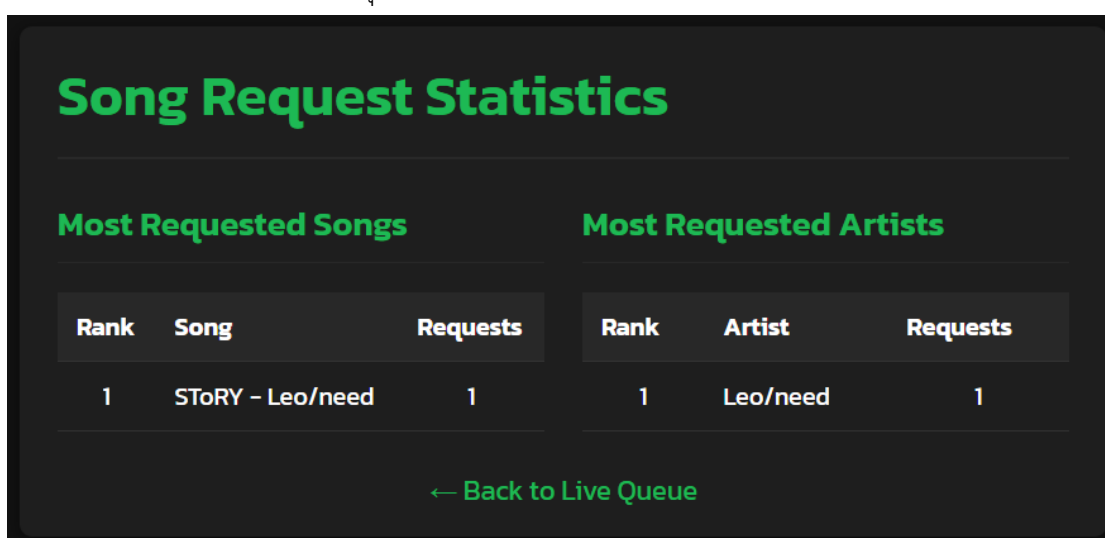 Song Request Statistics
Most Requested Songs
Rank Song Requests
1 SToRY - Leo/need 1
Most Requested Artists
Rank Artist Requests
1 Leo/need 1
← Back to Live Queue